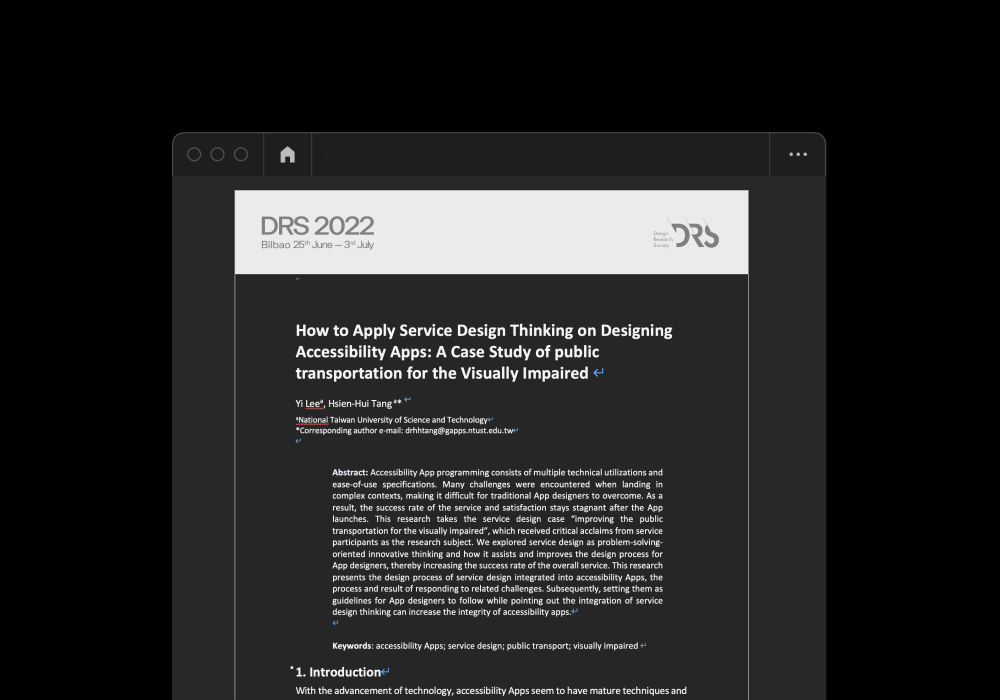 DRS 2022
Bilbao 25th June — 3rd July
Design
Research
Society
DRS
How to Apply Service Design Thinking on Designing
Accessibility Apps: A Case Study of public
transportation for the Visually Impaired
Yi Leeª, Hsien-Hui Tang ª*
ªNational Taiwan University of Science and Technology
*Corresponding author e-mail: drhhtang@gapps.ntust.edu.tw
Abstract: Accessibility App programming consists of multiple technical utilizations and
ease-of-use specifications. Many challenges were encountered when landing in
complex contexts, making it difficult for traditional App designers to overcome. As a
result, the success rate of the service and satisfaction stays stagnant after the App
launches. This research takes the service design case “improving the public
transportation for the visually impaired”, which received critical acclaims from service
participants as the research subject. We explored service design as problem-solving-
oriented innovative thinking and how it assists and improves the design process for
App designers, thereby increasing the success rate of the overall service. This research
presents the design process of service design integrated into accessibility Apps, the
process and result of responding to related challenges. Subsequently, setting them as
guidelines for App designers to follow while pointing out the integration of service
design thinking can increase the integrity of accessibility apps.
Keywords: accessibility Apps; service design; public transport; visually impaired
1. Introduction
With the advancement of technology, accessibility Apps seem to have mature techniques and